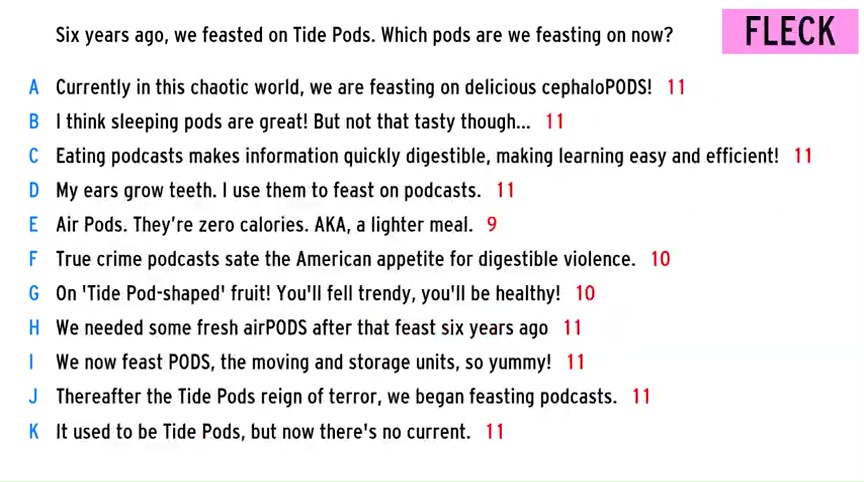 Six years ago, we feasted on Tide Pods. Which pods are we feasting on now?
FLECK
A Currently in this chaotic world, we are feasting on delicious cephaloPODS! 11
B I think sleeping pods are great! But not that tasty though... 11
C Eating podcasts makes information quickly digestible, making learning easy and efficient! 11
D My ears grow teeth. I use them to feast on podcasts. 11
E Air Pods. They're zero calories. AKA, a lighter meal. 9
F True crime podcasts sate the American appetite for digestible violence. 10
G On 'Tide Pod-shaped' fruit! You'll fell trendy, you'll be healthy! 10
H We needed some fresh airPODS after that feast six years ago 11
I We now feast PODS, the moving and storage units, so yummy! 11
J Thereafter the Tide Pods reign of terror, we began feasting podcasts. 11
K It used to be Tide Pods, but now there's no current. 11